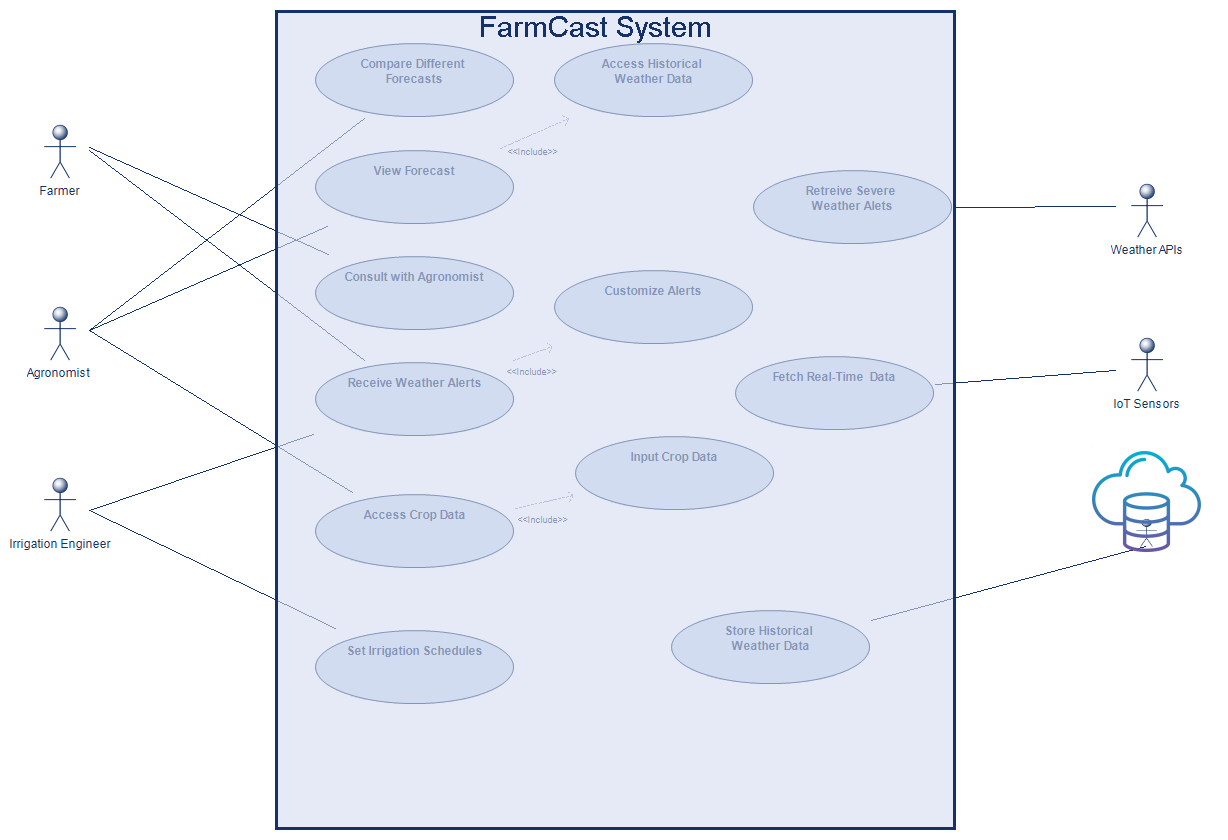 FarmCast System
Compare Different
Forecasts
Access Historical
Weather Data
<<Include>>
View Forecast
Farmer
Retreive Severe
Weather Alets
Weather APIs
Consult with Agronomist
Customize Alerts
Agronomist
<<Include>>
Receive Weather Alerts
Fetch Real-Time  Data
IoT Sensors
Input Crop Data
Irrigation Engineer
Access Crop Data
<<Include>>
Set Irrigation Schedules
Store Historical
Weather Data